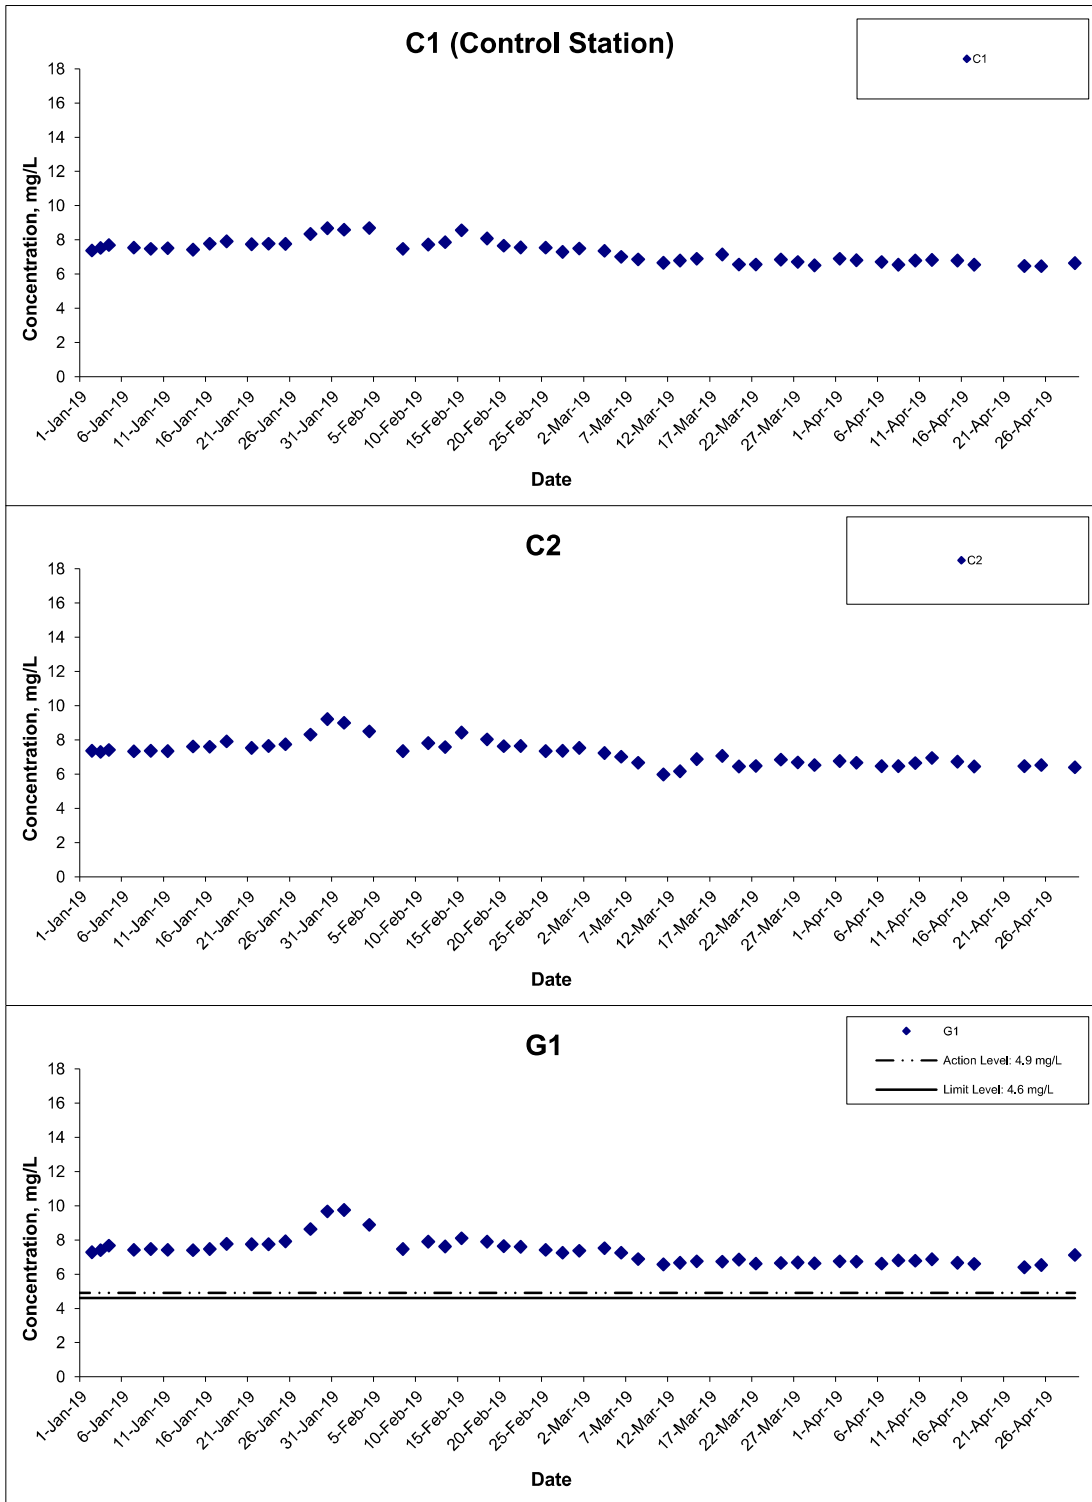 C1 (Control Station)
C1
18
16
14
12
10
8
6
4
2
0
Concentration, mg/L
1-Jan-19
6-Jan-19
11-Jan-19
16-Jan-19
21-Jan-19
26-Jan-19
31-Jan-19
5-Feb-19
10-Feb-19
15-Feb-19
20-Feb-19
25-Feb-19
2-Mar-19
7-Mar-19
12-Mar-19
17-Mar-19
22-Mar-19
27-Mar-19
1-Apr-19
6-Apr-19
11-Apr-19
16-Apr-19
21-Apr-19
26-Apr-19
Date
C2
C2
18
16
14
12
10
8
6
4
2
0
Concentration, mg/L
1-Jan-19
6-Jan-19
11-Jan-19
16-Jan-19
21-Jan-19
26-Jan-19
31-Jan-19
5-Feb-19
10-Feb-19
15-Feb-19
20-Feb-19
25-Feb-19
2-Mar-19
7-Mar-19
12-Mar-19
17-Mar-19
22-Mar-19
27-Mar-19
1-Apr-19
6-Apr-19
11-Apr-19
16-Apr-19
21-Apr-19
26-Apr-19
Date
G1
G1
Action Level: 4.9 mg/L
Limit Level: 4.6 mg/L
18
16
14
12
10
8
6
4
2
0
Concentration, mg/L
1-Jan-19
6-Jan-19
11-Jan-19
16-Jan-19
21-Jan-19
26-Jan-19
31-Jan-19
5-Feb-19
10-Feb-19
15-Feb-19
20-Feb-19
25-Feb-19
2-Mar-19
7-Mar-19
12-Mar-19
17-Mar-19
22-Mar-19
27-Mar-19
1-Apr-19
6-Apr-19
11-Apr-19
16-Apr-19
21-Apr-19
26-Apr-19
Date